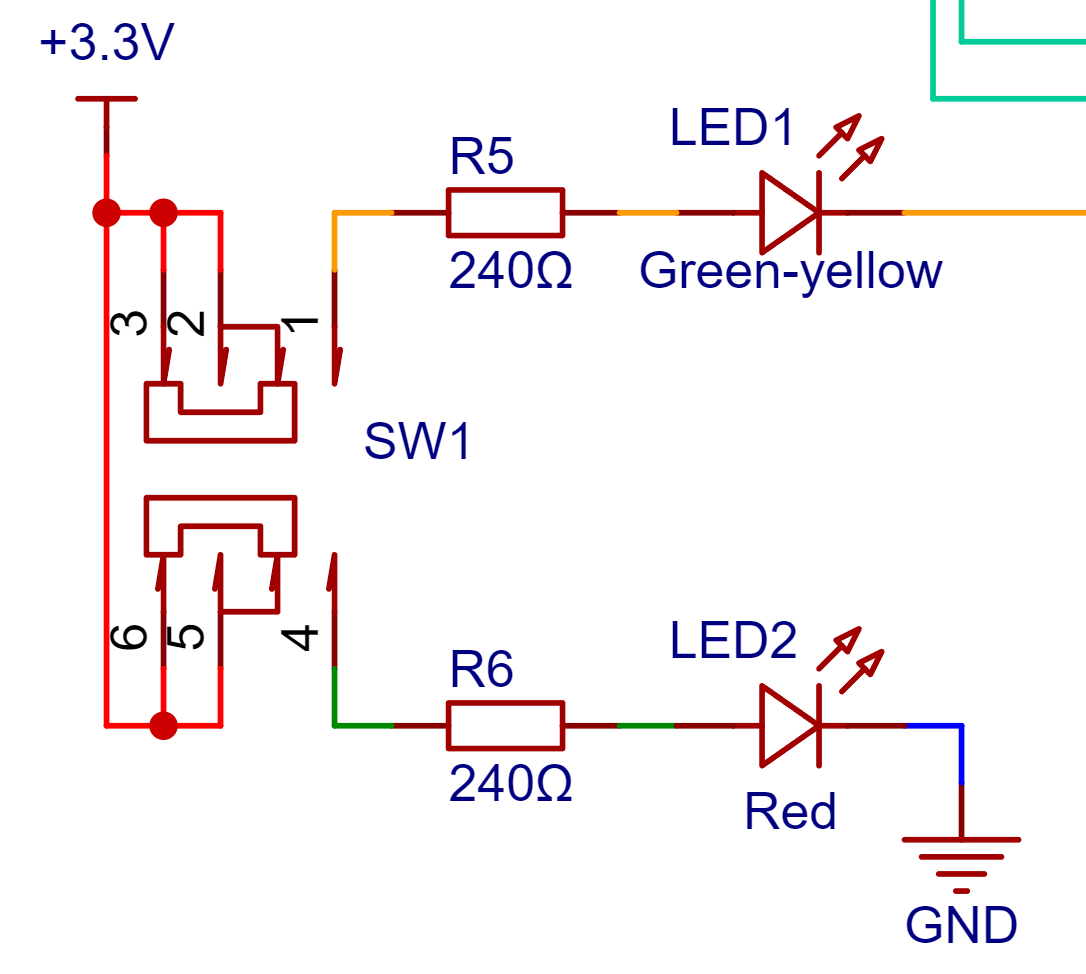 +3.3V
LED1
R5
240Ω
Green-yellow
3
2
1
SW1
6
5
4
LED2
R6
240Ω
Red
GND